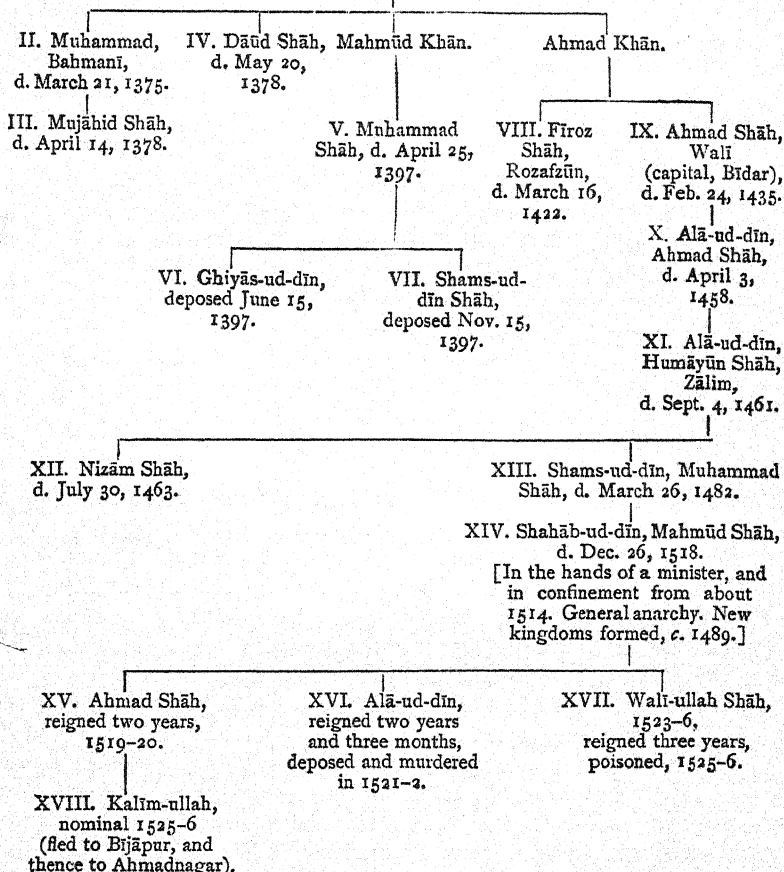 II. Muhammad,
Bahmanī,
d. March 21, 1375.
III. Mujāhid Shāh,
d. April 14, 1378.
IV. Dāūd Shāh,
d. May 20,
1378.
Mahmūd Khān.
V. Muhammad
Shāh, d. April 25,
1397.
VI. Ghiyās-ud-dīn,
deposed June 15,
1397.
VII. Shams-ud-
dīn Shāh,
deposed Nov. 15,
1397.
Ahmad Khān.
VIII. Fīroz
Shāh,
Rozafzūn,
d. March 16,
1422.
IX. Ahmad Shāh,
Walī
(capital, Bīdar),
d. Feb. 24, 1435.
X. Alā-ud-dīn,
Ahmad Shāh,
d. April 3,
1458.
XI. Alā-ud-dīn,
Humāyūn Shāh,
Zālim,
d. Sept. 4, 1461.
XII. Nizām Shāh,
d. July 30, 1463.
XIII. Shams-ud-dīn, Muhammad
Shāh, d. March 26, 1482.
XIV. Shahāb-ud-dīn, Mahmūd Shāh,
d. Dec. 26, 1518.
[In the hands of a minister, and
in confinement from about
1514. General anarchy. New
kingdoms formed, c. 1489.]
XV. Ahmad Shāh,
reigned two years,
1519-20.
XVI. Alā-ud-dīn,
reigned two years
and three months,
deposed and murdered
in 1521-2.
XVII. Walī-ullah Shāh,
1523-6,
reigned three years,
poisoned, 1525-6.
XVIII. Kalīm-ullah,
nominal 1525-6
(fled to Bījāpur, and
thence to Ahmadnagar).